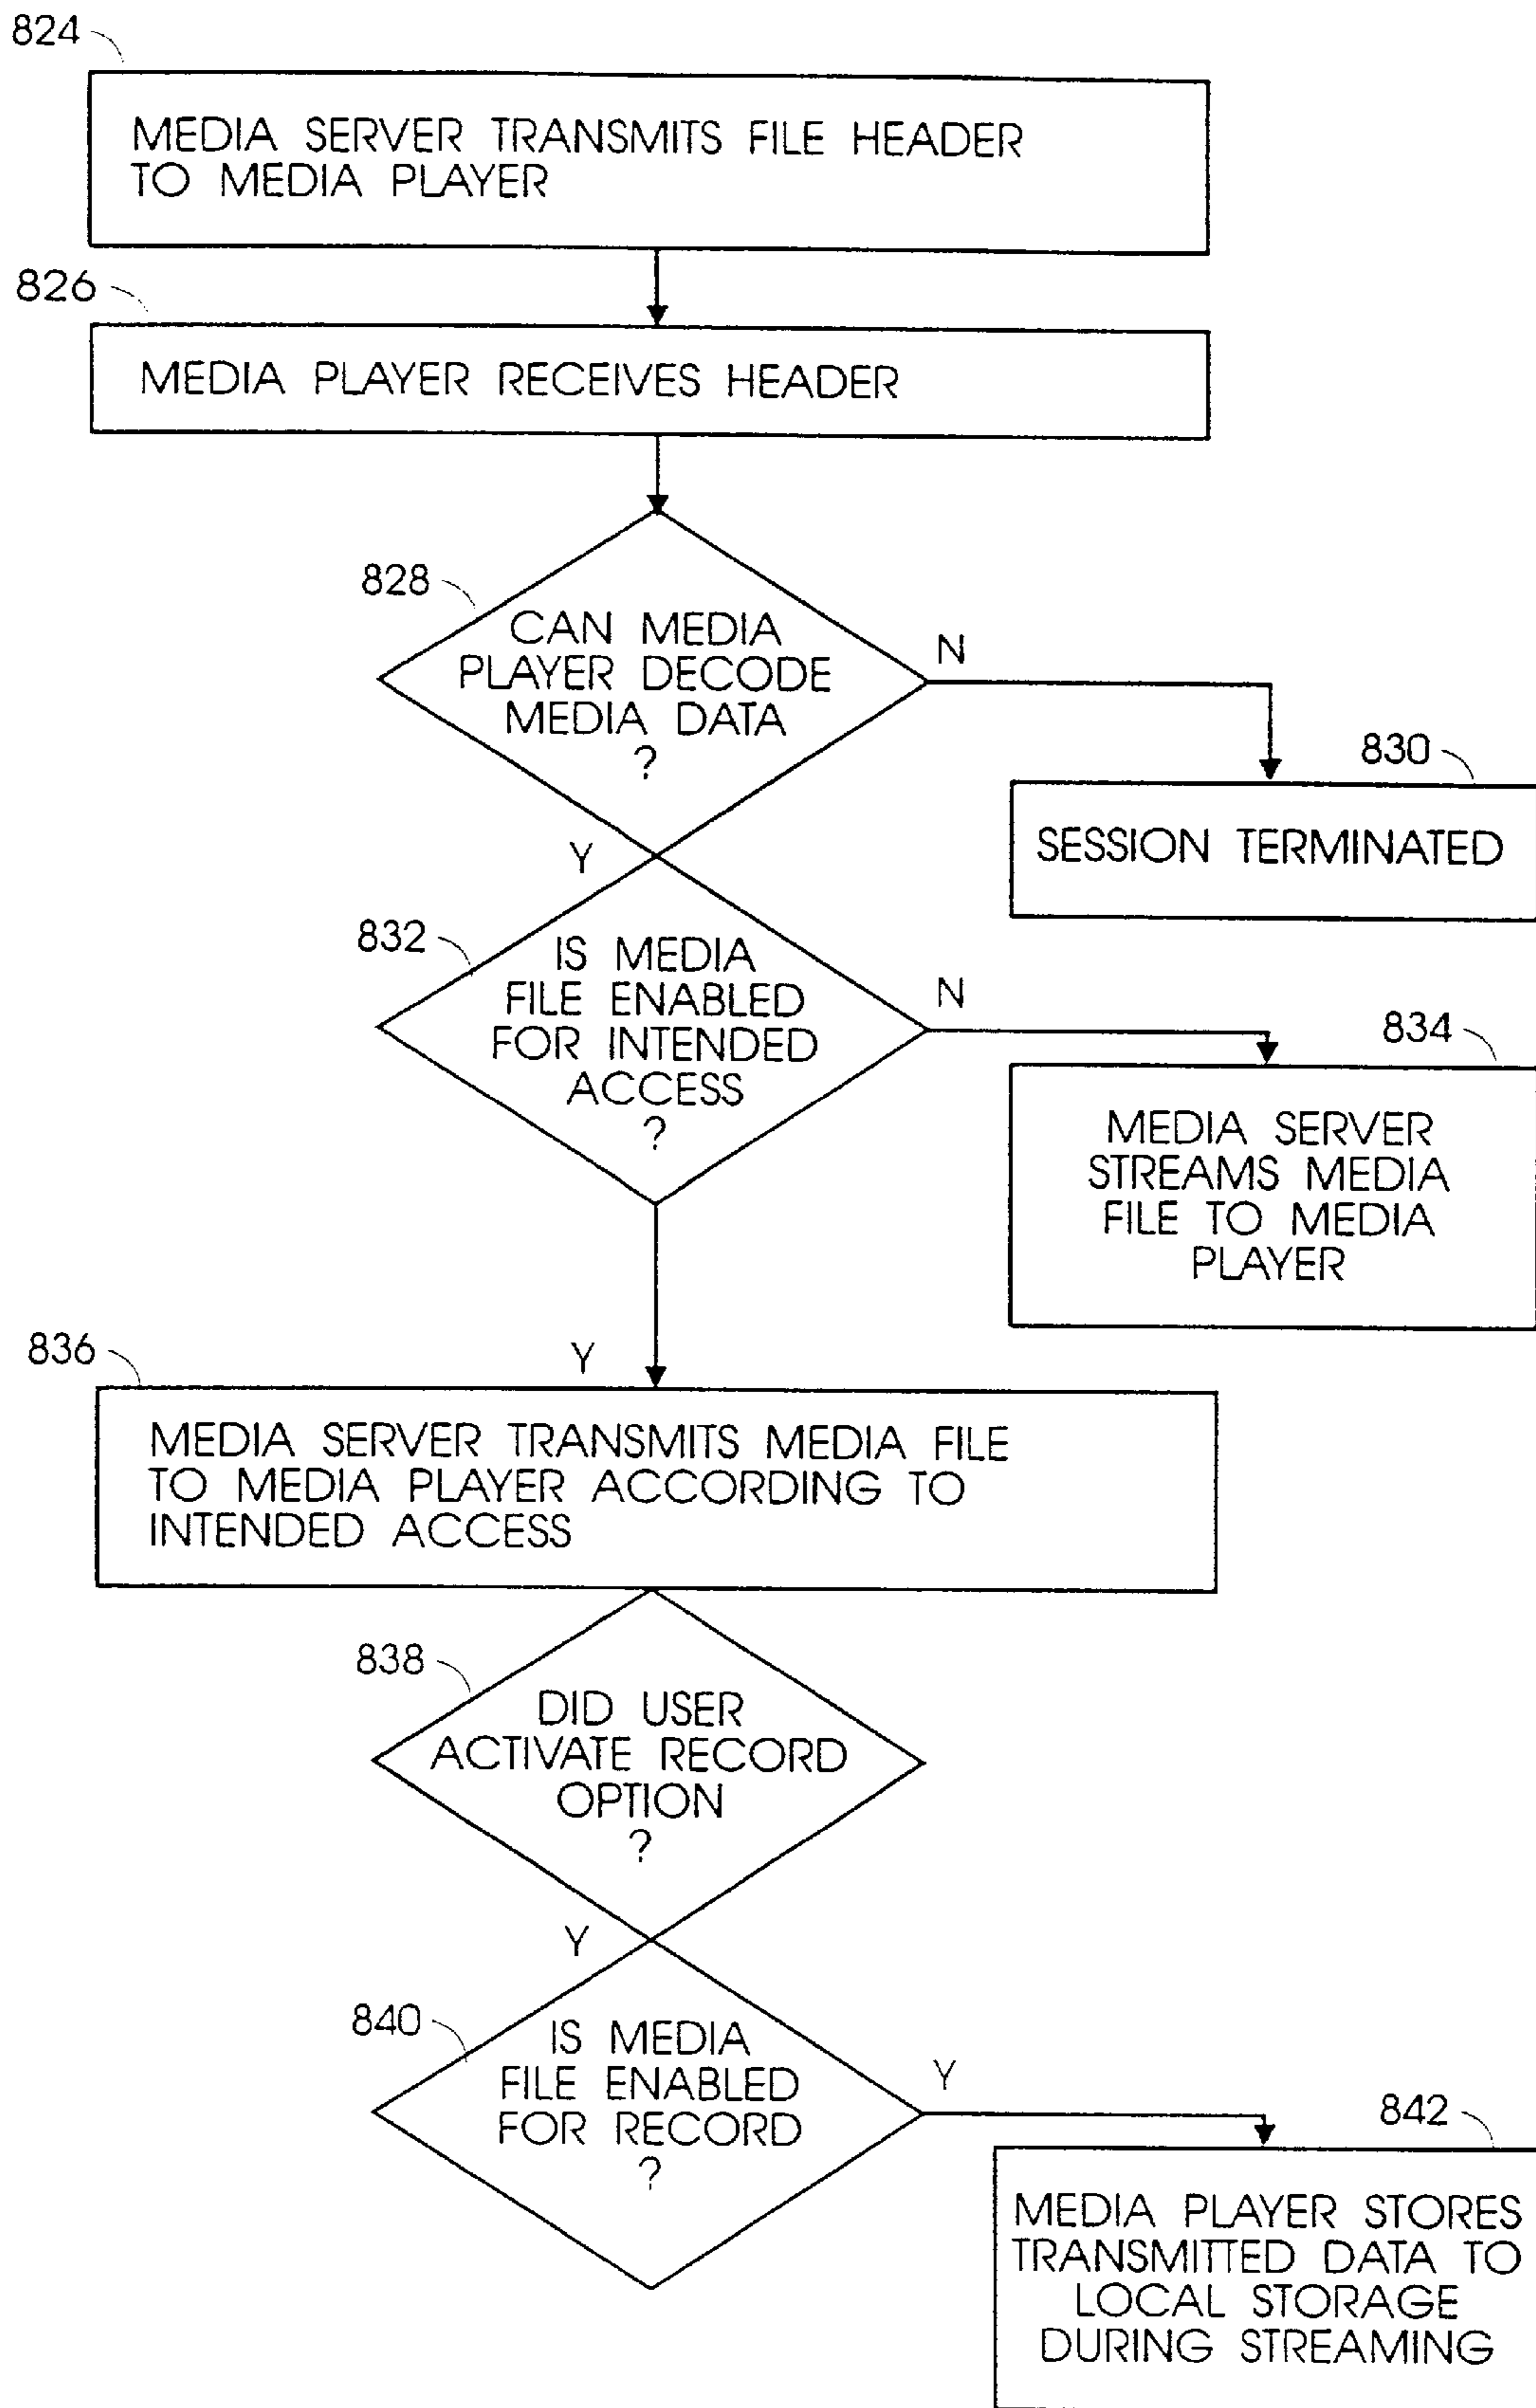 824
MEDIA SERVER TRANSMITS FILE HEADER
TO MEDIA PLAYER
826
MEDIA PLAYER RECEIVES HEADER
828
CAN MEDIA
PLAYER DECODE
MEDIA DATA
?
N
830
SESSION TERMINATED
Y
832
IS MEDIA
FILE ENABLED
FOR INTENDED
ACCESS
?
N
834
MEDIA SERVER
STREAMS MEDIA
FILE TO MEDIA
PLAYER
836
Y
MEDIA SERVER TRANSMITS MEDIA FILE
TO MEDIA PLAYER ACCORDING TO
INTENDED ACCESS
838
DID USER
ACTIVATE RECORD
OPTION
?
Y
840
IS MEDIA
FILE ENABLED
FOR RECORD
?
Y
842
MEDIA PLAYER STORES
TRANSMITTED DATA TO
LOCAL STORAGE
DURING STREAMING